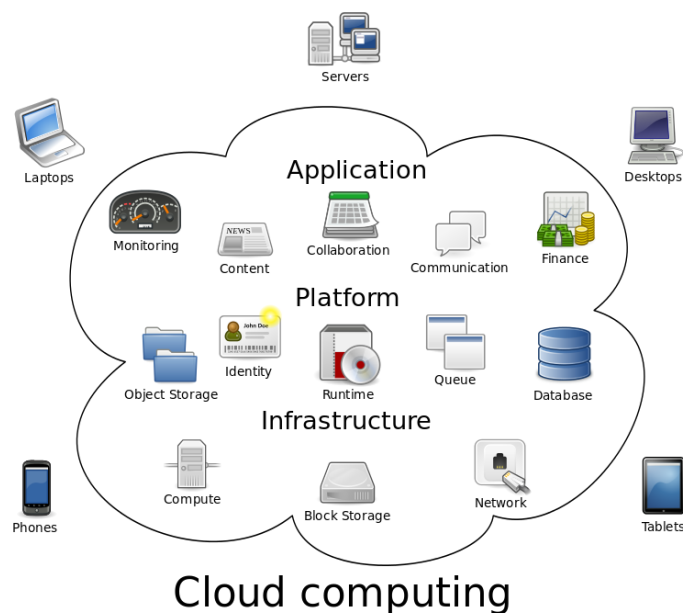 Servers
Laptops
Desktops
Application
Monitoring
NEWS
Content
Collaboration
Communication
Finance
Platform
Object Storage
John Doe
Identity
Runtime
Queue
Database
Infrastructure
Compute
Block Storage
Network
Phones
Tablets
Cloud computing